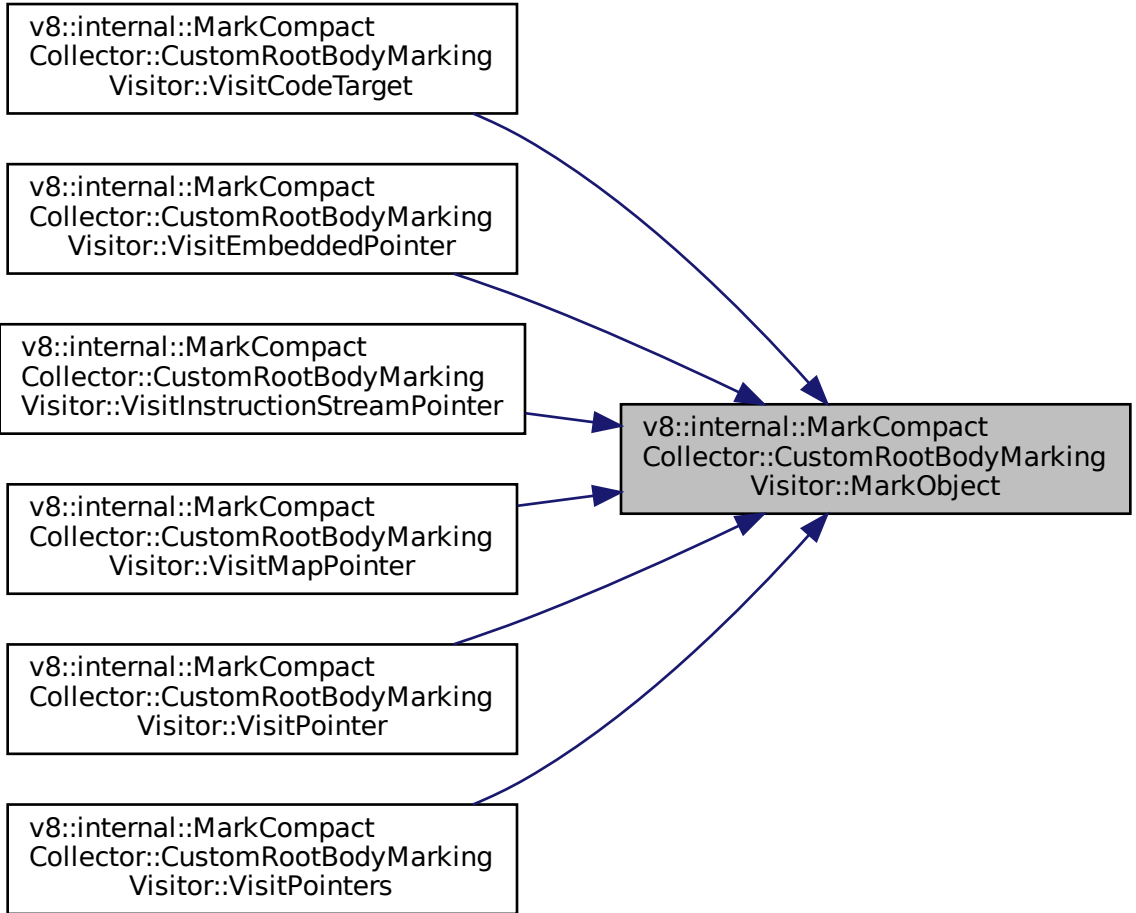 v8::internal::MarkCompact
Collector::CustomRootBodyMarking
Visitor::VisitCodeTarget
v8::internal::MarkCompact
Collector::CustomRootBodyMarking
Visitor::VisitEmbeddedPointer
v8::internal::MarkCompact
Collector::CustomRootBodyMarking
Visitor::VisitInstructionStreamPointer
v8::internal::MarkCompact
Collector::CustomRootBodyMarking
Visitor::VisitMapPointer
v8::internal::MarkCompact
Collector::CustomRootBodyMarking
Visitor::VisitPointer
v8::internal::MarkCompact
Collector::CustomRootBodyMarking
Visitor::VisitPointers
v8::internal::MarkCompact
Collector::CustomRootBodyMarking
Visitor::MarkObject